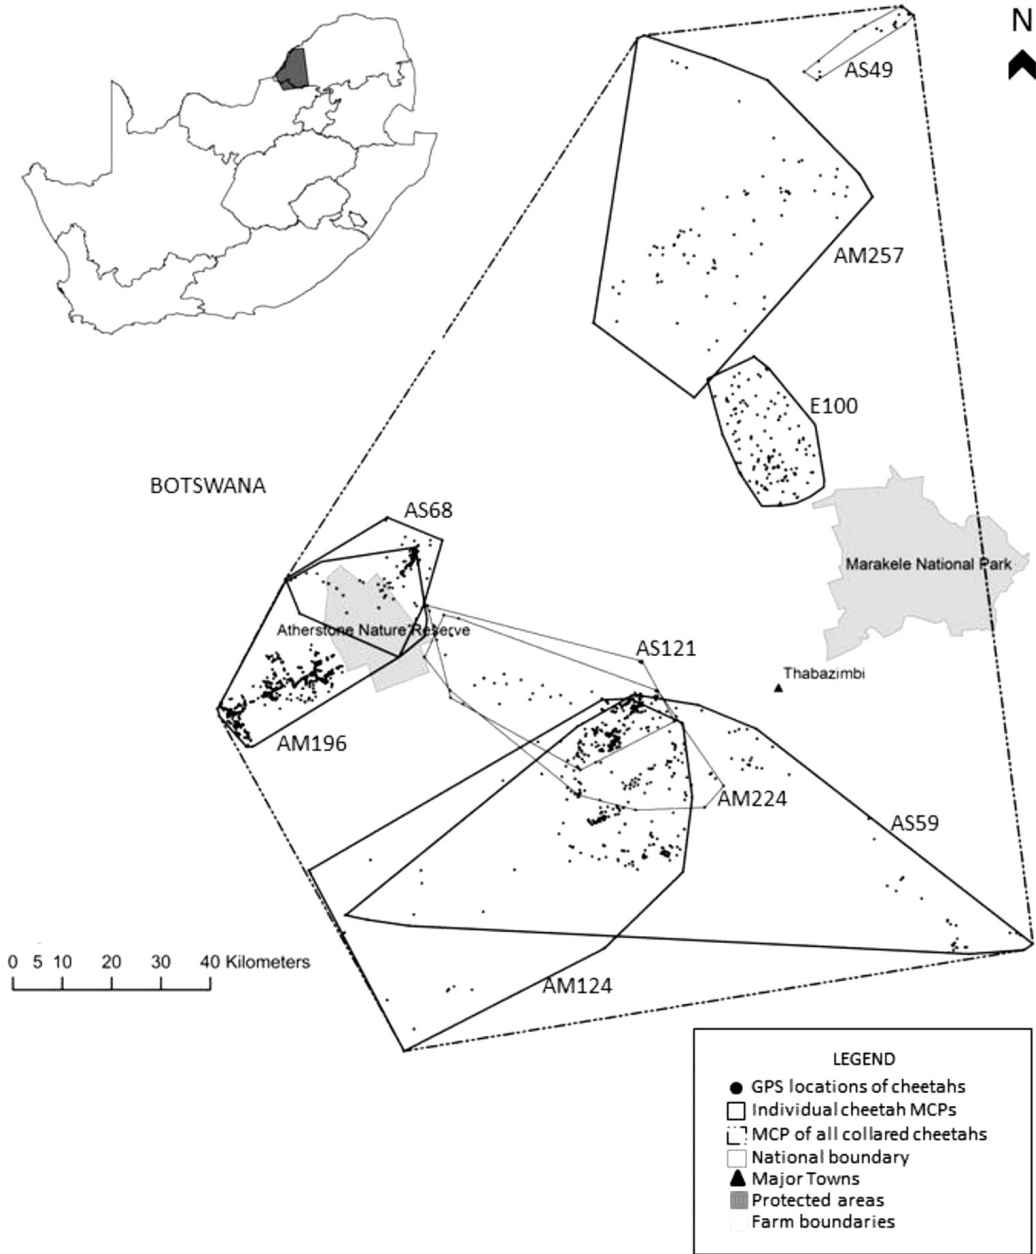 N
AS49
AM257
E100
BOTSWANA
AS68
Marakele National Park
Atherstone Nature Reserve
AS121
Thabazimbi
AM196
AM224
AS59
0 5 10 20 30 40 Kilometers
AM124
LEGEND
GPS locations of cheetahs
Individual cheetah MCPs
MCP of all collared cheetahs
National boundary
Major Towns
Protected areas
Farm boundaries